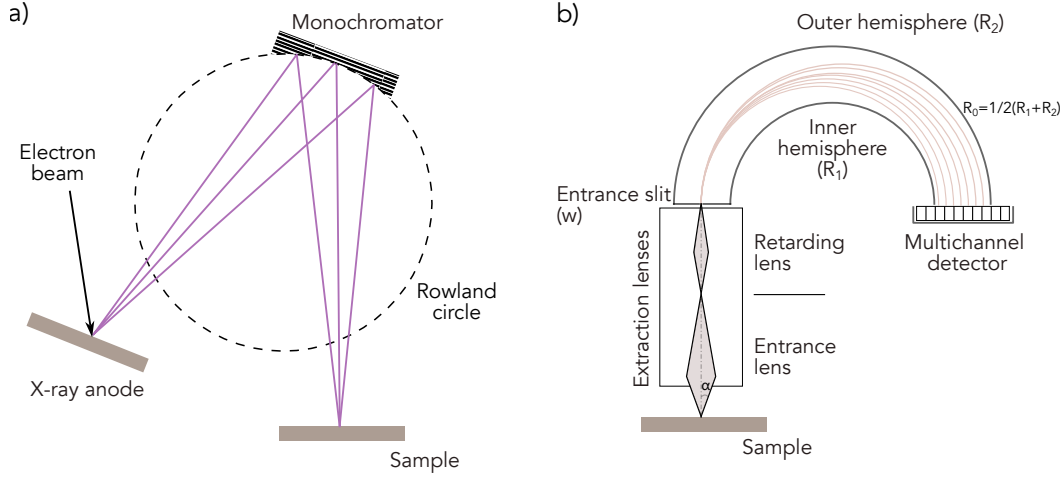 a)
Monochromator
Electron
beam
Rowland
circle
X-ray anode
Sample
b)
Outer hemisphere (R₂)
R₀=1/2(R₁+R₂)
Inner
hemisphere
(R₁)
Entrance slit
(w)
Extraction lenses
Retarding
lens
Multichannel
detector
Entrance
lens
α
Sample